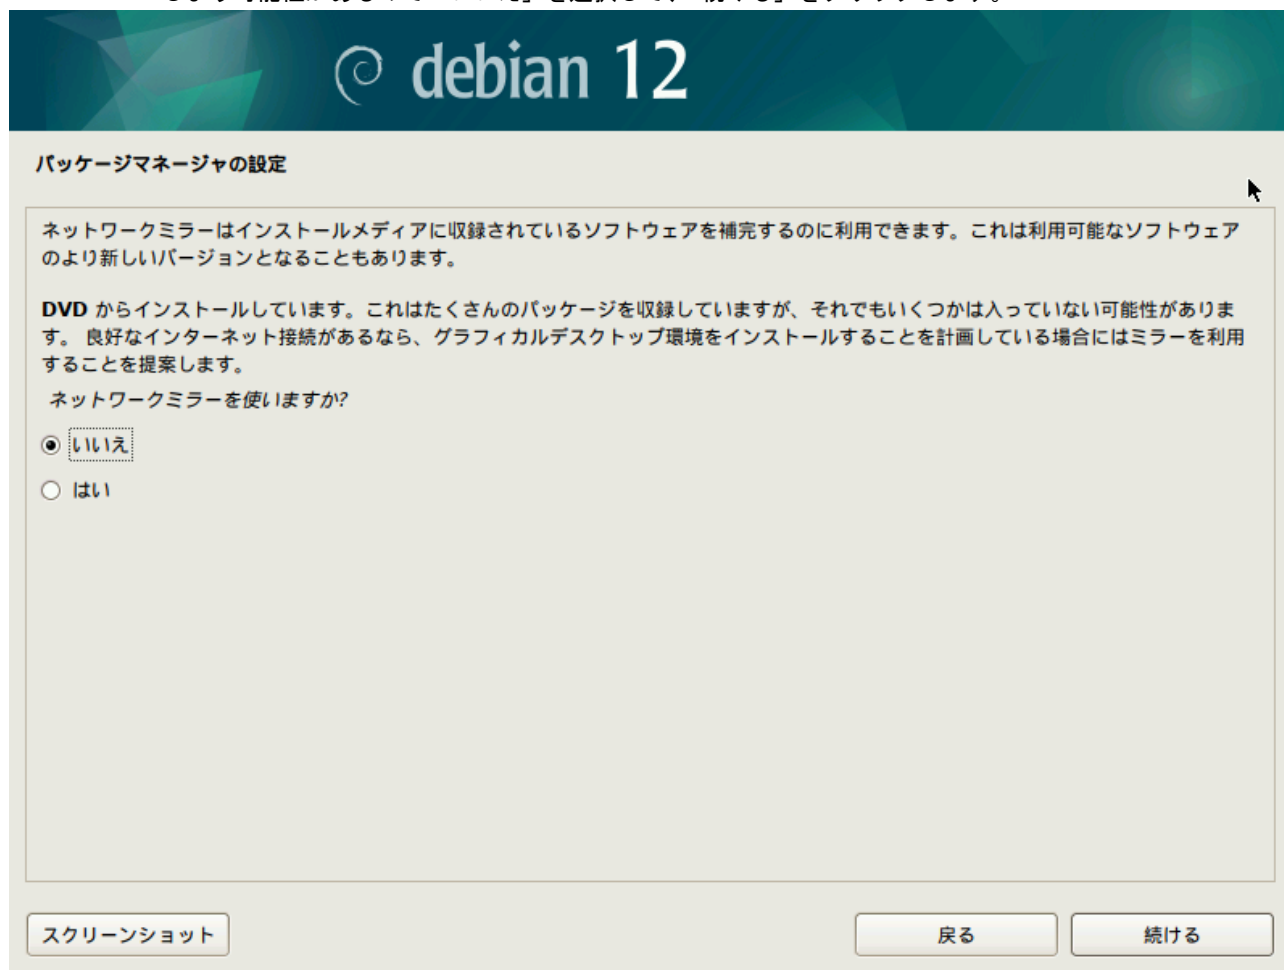 debian 12
パッケージマネージャの設定
ネットワークミラーはインストールメディアに収録されているソフトウェアを補完するのに利用できます。これは利用可能なソフトウェア
のより新しいバージョンとなることもあります。
DVD からインストールしています。これはたくさんのパッケージを収録していますが、それでもいくつかは入っていない可能性がありま
す。 良好なインターネット接続があるなら、グラフィカルデスクトップ環境をインストールすることを計画している場合にはミラーを利用
することを提案します。
ネットワークミラーを使いますか?
いいえ
はい
スクリーンショット
戻る
続ける